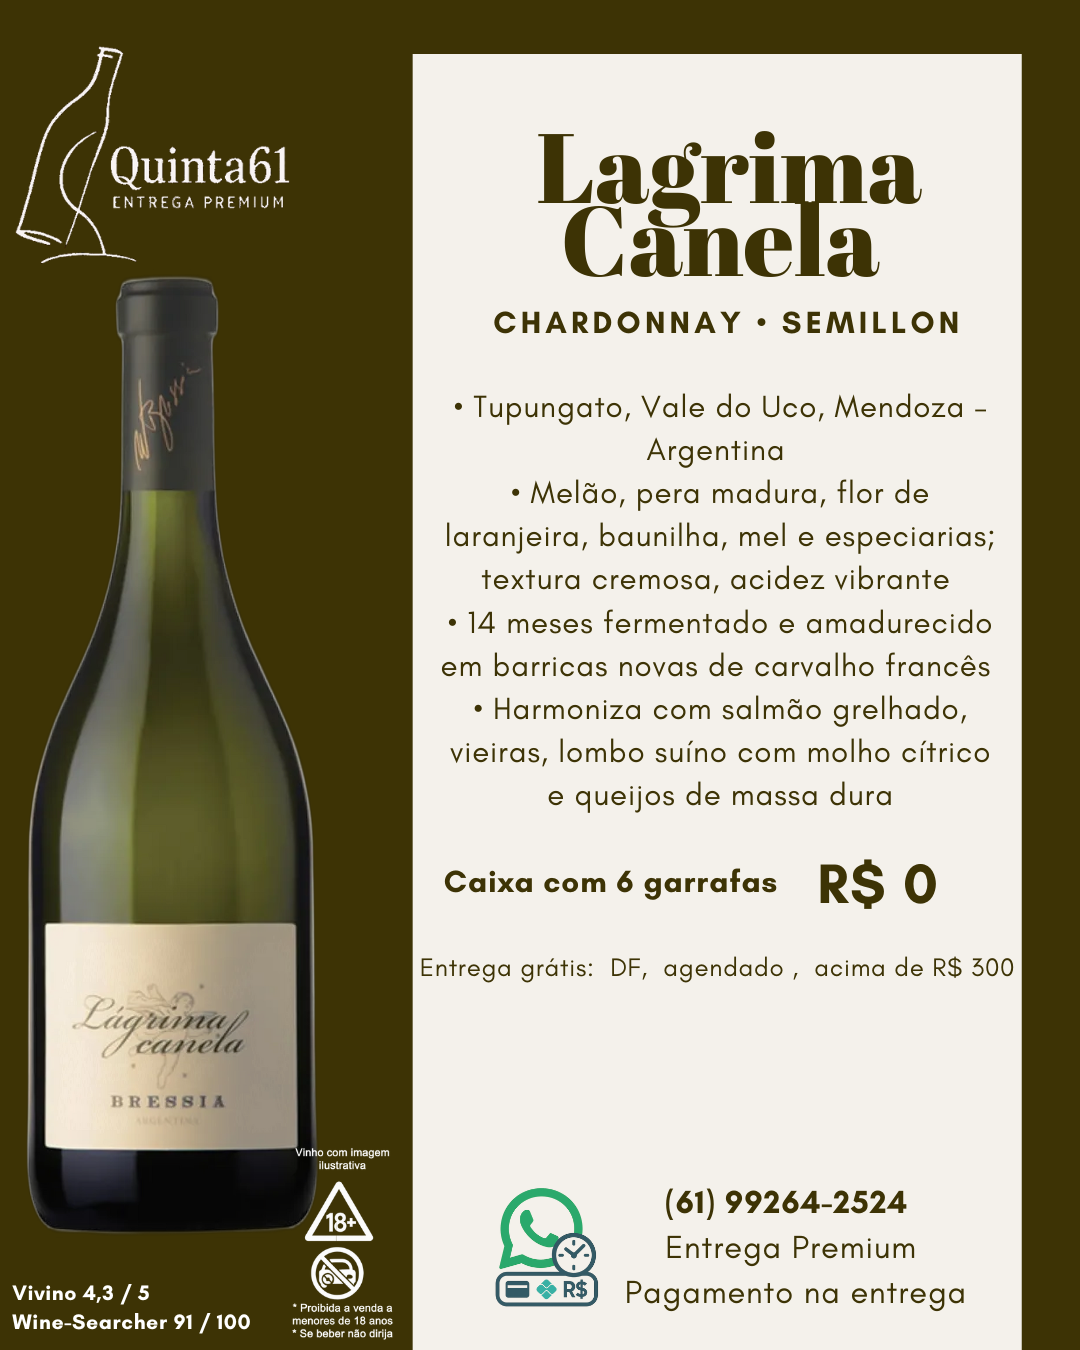 Quinta61
ENTREGA PREMIUM
Lagrima
Canela
CHARDONNAY • SEMILLON
• Tupungato, Vale do Uco, Mendoza –
Argentina
• Melão, pera madura, flor de
laranjeira, baunilha, mel e especiarias;
textura cremosa, acidez vibrante
• 14 meses fermentado e amadurecido
em barricas novas de carvalho francês
• Harmoniza com salmão grelhado,
vieiras, lombo suíno com molho cítrico
e queijos de massa dura
Caixa com 6 garrafas R$ 0
Entrega grátis: DF, agendado , acima de R$ 300
Lágrima
canela
BRESSIA
ARGENTINA
Vinho com imagem
ilustrativa
18+
* Proibida a venda a
menores de 18 anos
* Se beber não dirija
Vivino 4,3 / 5
Wine-Searcher 91 / 100
R$
(61) 99264-2524
Entrega Premium
Pagamento na entrega